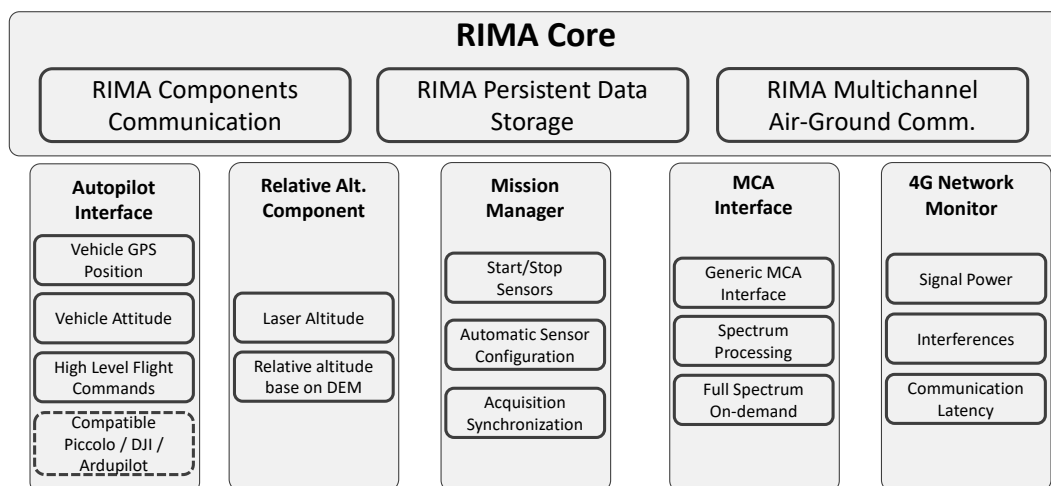 RIMA Core
RIMA Components
Communication
RIMA Persistent Data
Storage
RIMA Multichannel
Air-Ground Comm.
Autopilot
Interface
Vehicle GPS
Position
Vehicle Attitude
High Level Flight
Commands
Compatible
Piccolo / DJI /
Ardupilot
Relative Alt.
Component
Laser Altitude
Relative altitude
base on DEM
Mission
Manager
Start/Stop
Sensors
Automatic Sensor
Configuration
Acquisition
Synchronization
MCA
Interface
Generic MCA
Interface
Spectrum
Processing
Full Spectrum
On-demand
4G Network
Monitor
Signal Power
Interferences
Communication
Latency